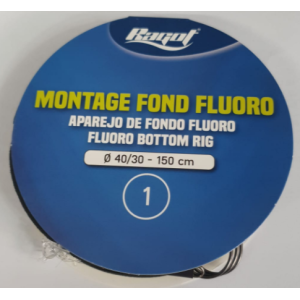 Ragot
MONTAGE FOND FLUORO
APAREJO DE FONDO FLUORO
FLUORO BOTTOM RIG
Ø 40/30 - 150 cm
1